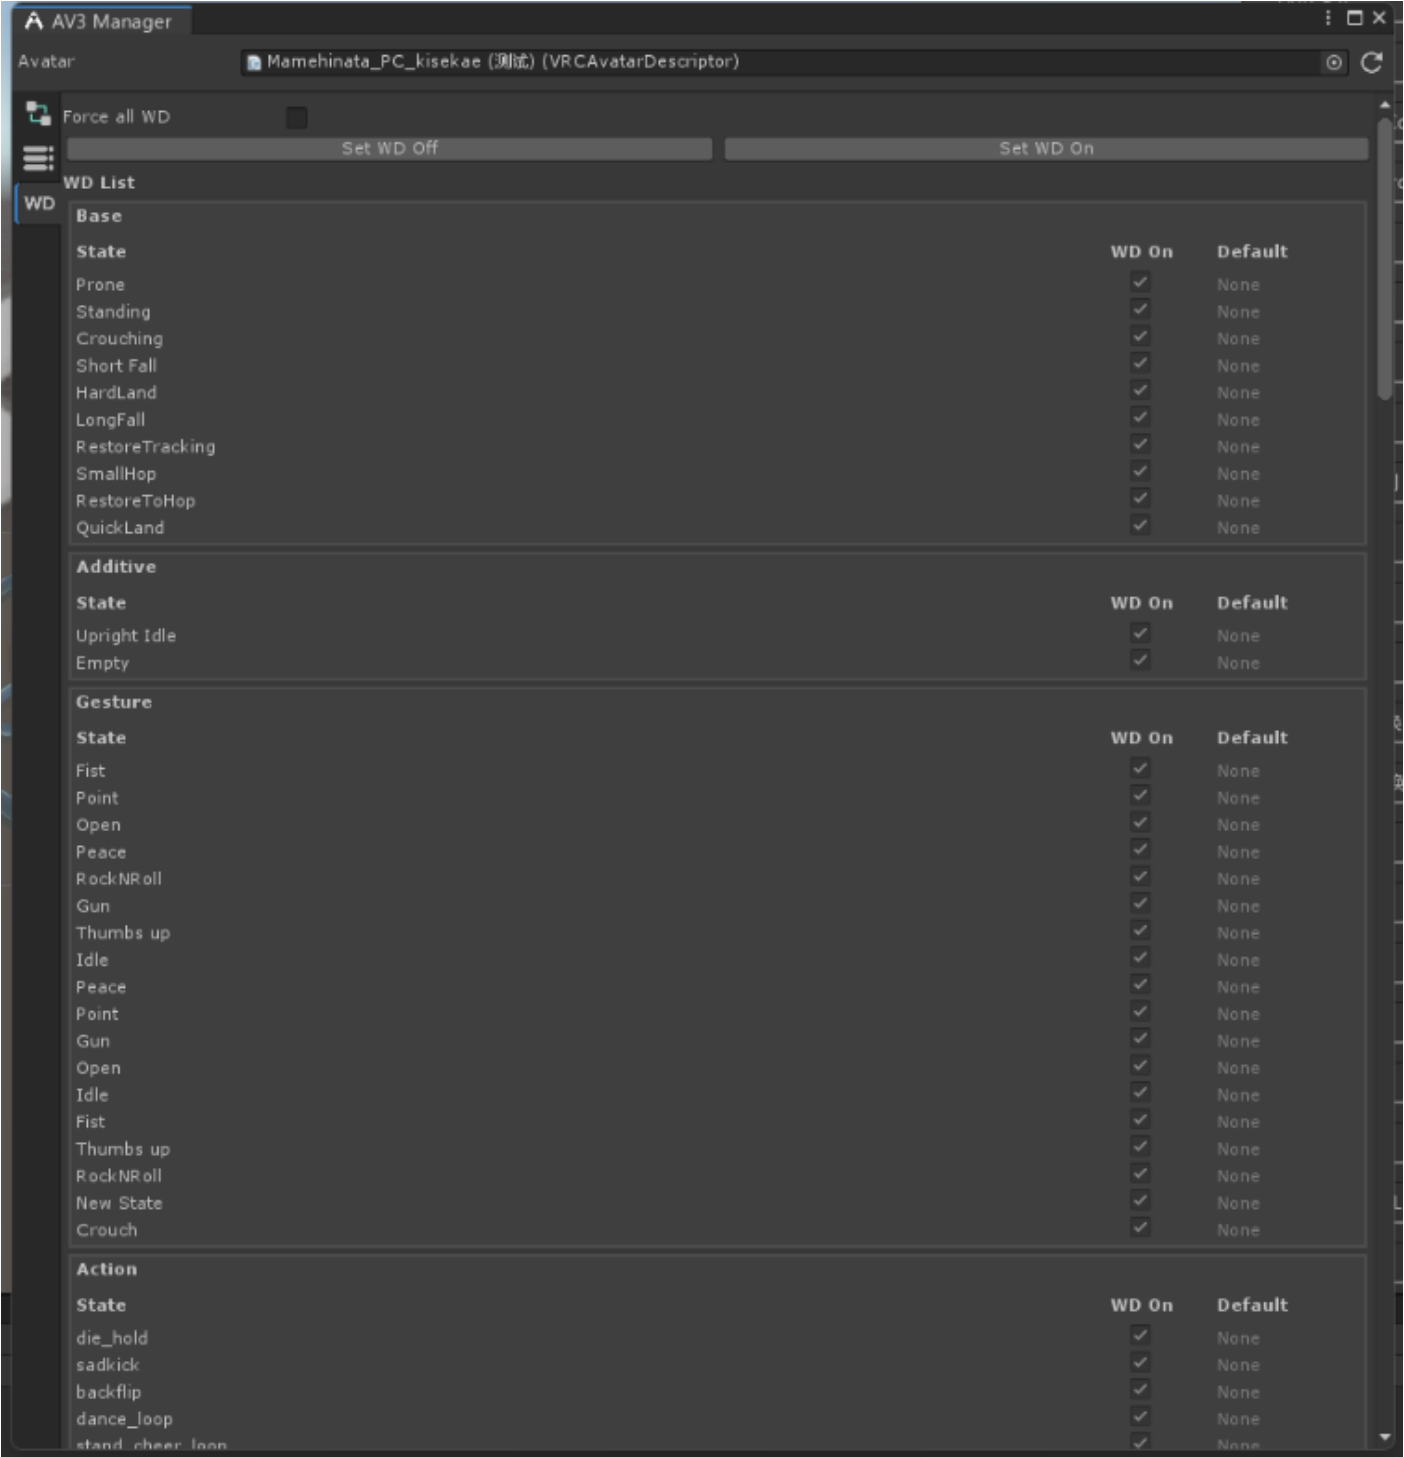 AV3 Manager
Avatar
Mamehinata_PC_kisekae (测试) (VRCAvatarDescriptor)
Force all WD
Set WD Off
Set WD On
WD
WD List
Base
State WD On Default
Prone None
Standing None
Crouching None
Short Fall None
HardLand None
LongFall None
RestoreTracking None
SmallHop None
RestoreToHop None
QuickLand None
Additive
State WD On Default
Upright Idle None
Empty None
Gesture
State WD On Default
Fist None
Point None
Open None
Peace None
RockNRoll None
Gun None
Thumbs up None
Idle None
Peace None
Point None
Gun None
Open None
Idle None
Fist None
Thumbs up None
RockNRoll None
New State None
Crouch None
Action
State WD On Default
die_hold None
sadkick None
backflip None
dance_loop None
stand_cheer_loop None